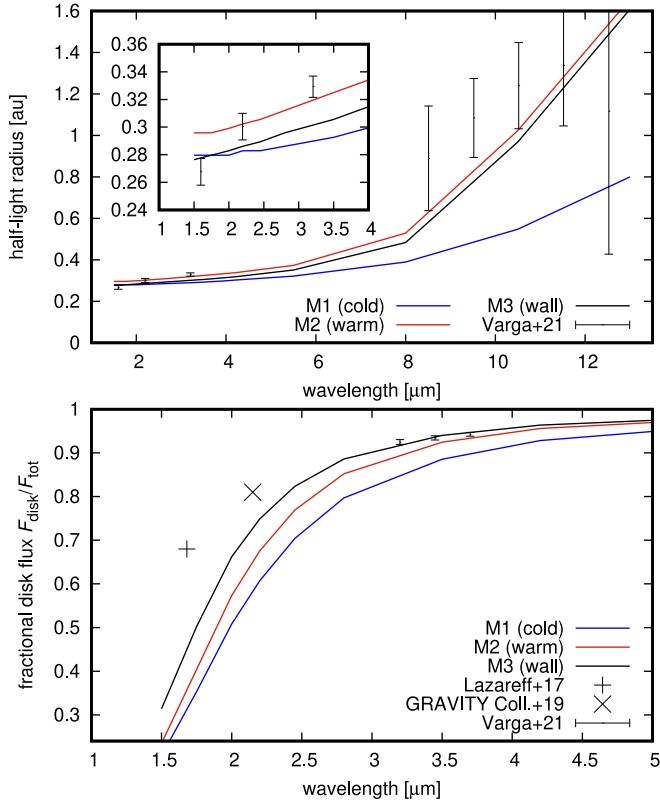 half-light radius [au]
1.6
1.4
1.2
1
0.8
0.6
0.4
0.2
0
0.36
0.34
0.32
0.3
0.28
0.26
0.24
1 1.5 2 2.5 3 3.5 4
M1 (cold) M3 (wall)
M2 (warm) Varga+21
2 4 6 8 10 12
wavelength [μm]
fractional disk flux Fdisk/Ftot
1
0.9
0.8
0.7
0.6
0.5
0.4
0.3
M1 (cold)
M2 (warm)
M3 (wall)
Lazareff+17
GRAVITY Coll.+19
Varga+21
1 1.5 2 2.5 3 3.5 4 4.5 5
wavelength [μm]